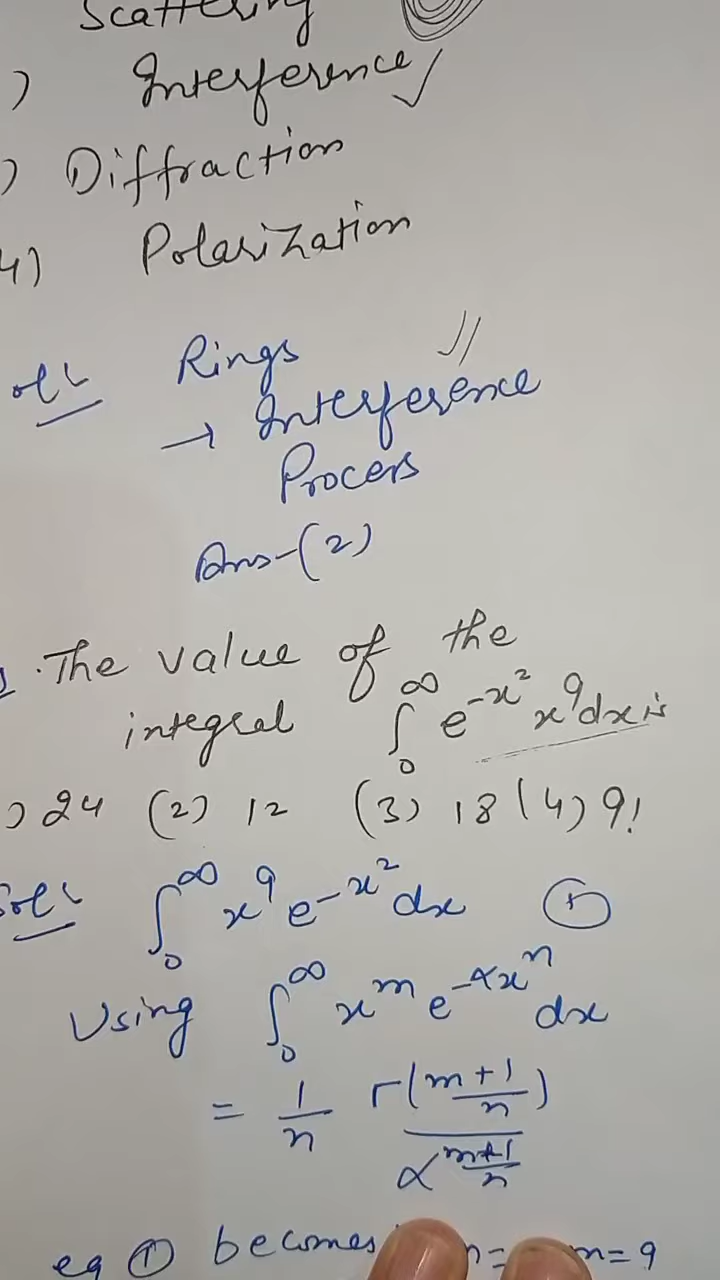 Scattering
) Interference ✓
) Diffraction
4) Polarization
ol: Rings
→ Interference
Process
Ans-(2)
. The value of the
integral ∫₀^∞ e^{-x²} x⁹ dx is
) 24 (2) 12 (3) 18 (4) 9!
Sol: ∫₀^∞ x⁹ e^{-x²} dx ①
Using ∫₀^∞ x^m e^{-αx^n} dx
= 1/n Γ((m+1)/n) / α^{(m+1)/n}
eq ① becomes n= m=9